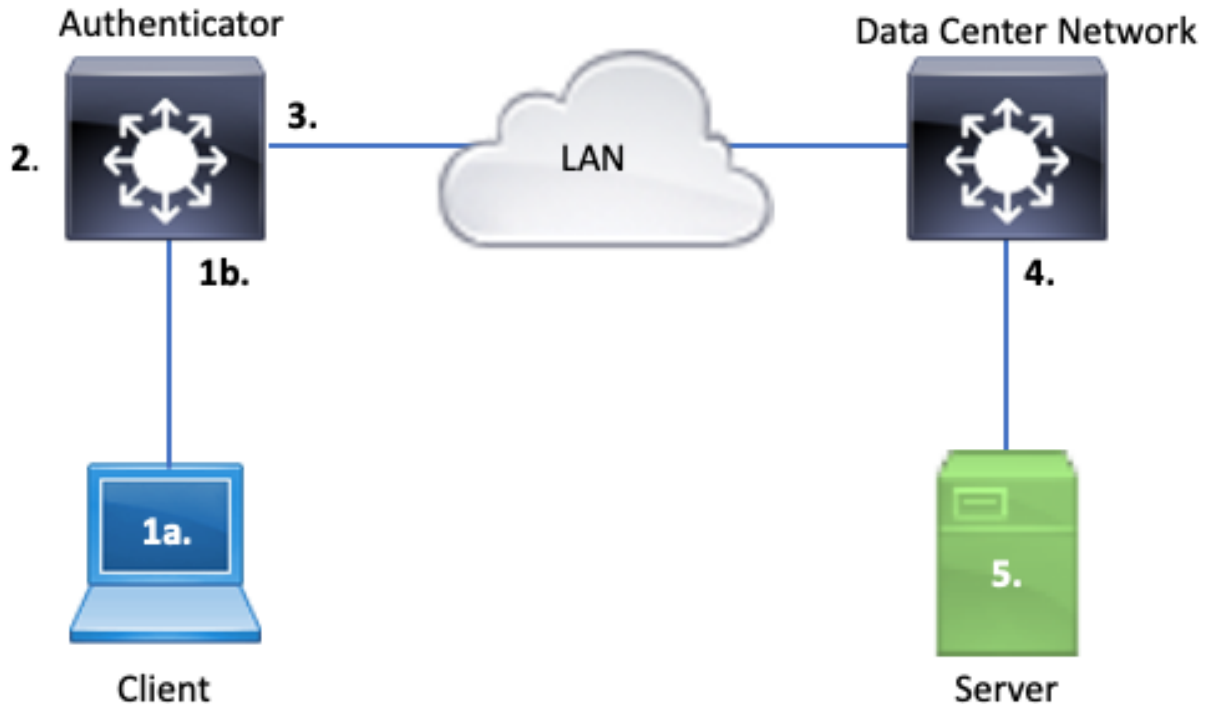 Authenticator
Data Center Network
3.
2.
LAN
1b.
4.
1a.
5.
Client
Server